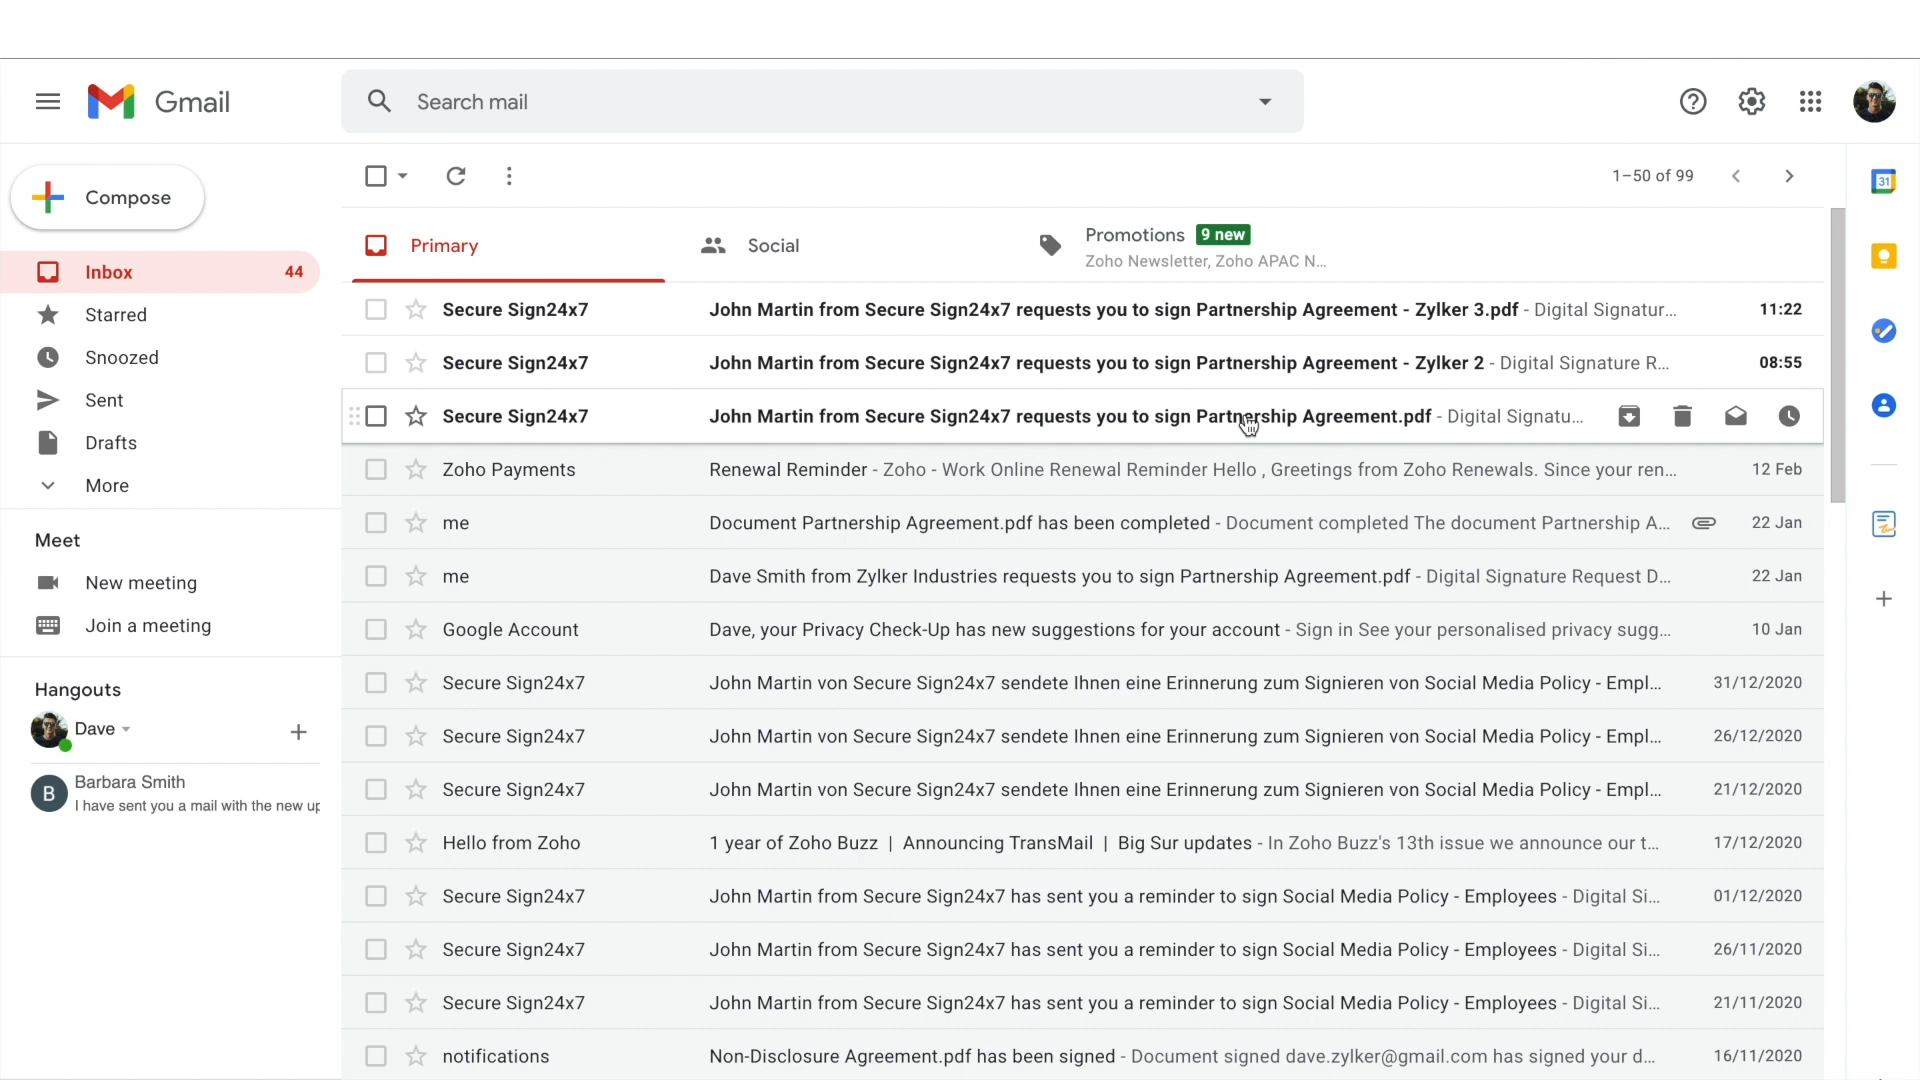 Gmail
Search mail
Compose
1–50 of 99
31
Primary
Social
Promotions 9 new
Zoho Newsletter, Zoho APAC N...
Inbox 44
Starred
Snoozed
Sent
Drafts
More
Meet
New meeting
Join a meeting
Hangouts
Dave
B
Barbara Smith
I have sent you a mail with the new up
Secure Sign24x7 John Martin from Secure Sign24x7 requests you to sign Partnership Agreement - Zylker 3.pdf - Digital Signatur... 11:22
Secure Sign24x7 John Martin from Secure Sign24x7 requests you to sign Partnership Agreement - Zylker 2 - Digital Signature R... 08:55
Secure Sign24x7 John Martin from Secure Sign24x7 requests you to sign Partnership Agreement.pdf - Digital Signatu...
Zoho Payments Renewal Reminder - Zoho - Work Online Renewal Reminder Hello , Greetings from Zoho Renewals. Since your ren... 12 Feb
me Document Partnership Agreement.pdf has been completed - Document completed The document Partnership A... 22 Jan
me Dave Smith from Zylker Industries requests you to sign Partnership Agreement.pdf - Digital Signature Request D... 22 Jan
Google Account Dave, your Privacy Check-Up has new suggestions for your account - Sign in See your personalised privacy sugg... 10 Jan
Secure Sign24x7 John Martin von Secure Sign24x7 sendete Ihnen eine Erinnerung zum Signieren von Social Media Policy - Empl... 31/12/2020
Secure Sign24x7 John Martin von Secure Sign24x7 sendete Ihnen eine Erinnerung zum Signieren von Social Media Policy - Empl... 26/12/2020
Secure Sign24x7 John Martin von Secure Sign24x7 sendete Ihnen eine Erinnerung zum Signieren von Social Media Policy - Empl... 21/12/2020
Hello from Zoho 1 year of Zoho Buzz | Announcing TransMail | Big Sur updates - In Zoho Buzz's 13th issue we announce our t... 17/12/2020
Secure Sign24x7 John Martin from Secure Sign24x7 has sent you a reminder to sign Social Media Policy - Employees - Digital Si... 01/12/2020
Secure Sign24x7 John Martin from Secure Sign24x7 has sent you a reminder to sign Social Media Policy - Employees - Digital Si... 26/11/2020
Secure Sign24x7 John Martin from Secure Sign24x7 has sent you a reminder to sign Social Media Policy - Employees - Digital Si... 21/11/2020
notifications Non-Disclosure Agreement.pdf has been signed - Document signed dave.zylker@gmail.com has signed your d... 16/11/2020